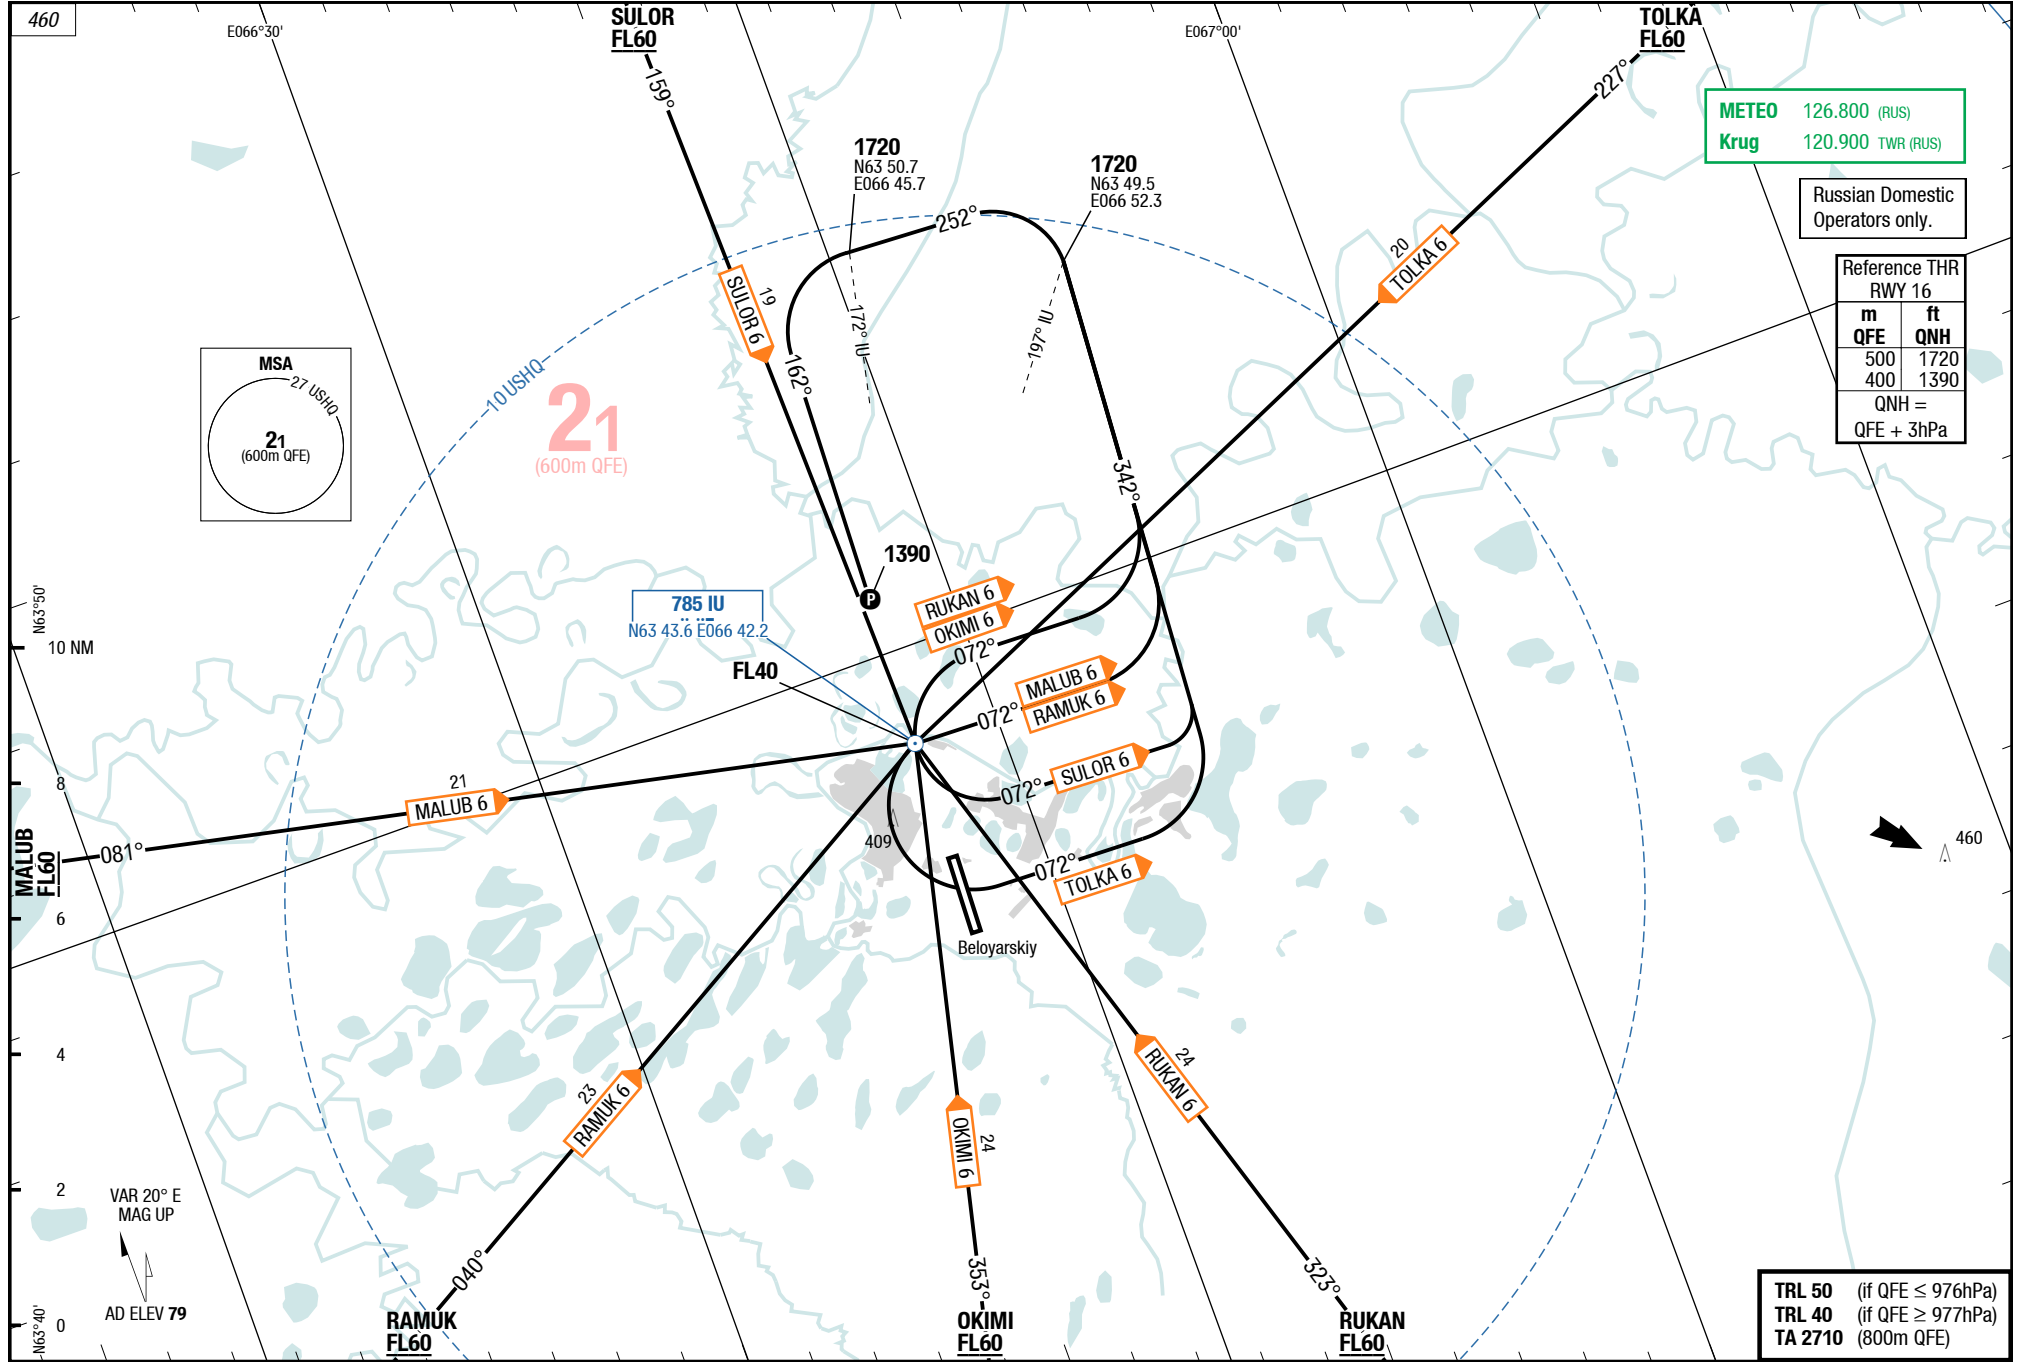 460
E066°30'
SULOR
FL60
159°
E067°00'
TOLKA
FL60
227°
METEO 126.800 (RUS)
Krug 120.900 TWR (RUS)
Russian Domestic
Operators only.
Reference THR
RWY 16
m ft
QFE QNH
500 1720
400 1390
QNH =
QFE + 3hPa
1720
N63 50.7
E066 45.7
1720
N63 49.5
E066 52.3
252°
20
TOLKA 6
19
SULOR 6
172° IU
197° IU
162°
10 USHQ
21
(600m QFE)
MSA
27 USHQ
21
(600m QFE)
342°
1390
P
785 IU
N63 43.6 E066 42.2
FL40
RUKAN 6
OKIMI 6
072°
MALUB 6
RAMUK 6
072°
SULOR 6
072°
TOLKA 6
072°
N63°50'
10 NM
8
6
4
2
0
N63°40'
21
MALUB 6
081°
MALUB
FL60
409
Beloyarskiy
460
23
RAMUK 6
040°
RAMUK
FL60
24
OKIMI 6
353°
OKIMI
FL60
24
RUKAN 6
323°
RUKAN
FL60
VAR 20° E
MAG UP
AD ELEV 79
TRL 50 (if QFE ≤ 976hPa)
TRL 40 (if QFE ≥ 977hPa)
TA 2710 (800m QFE)